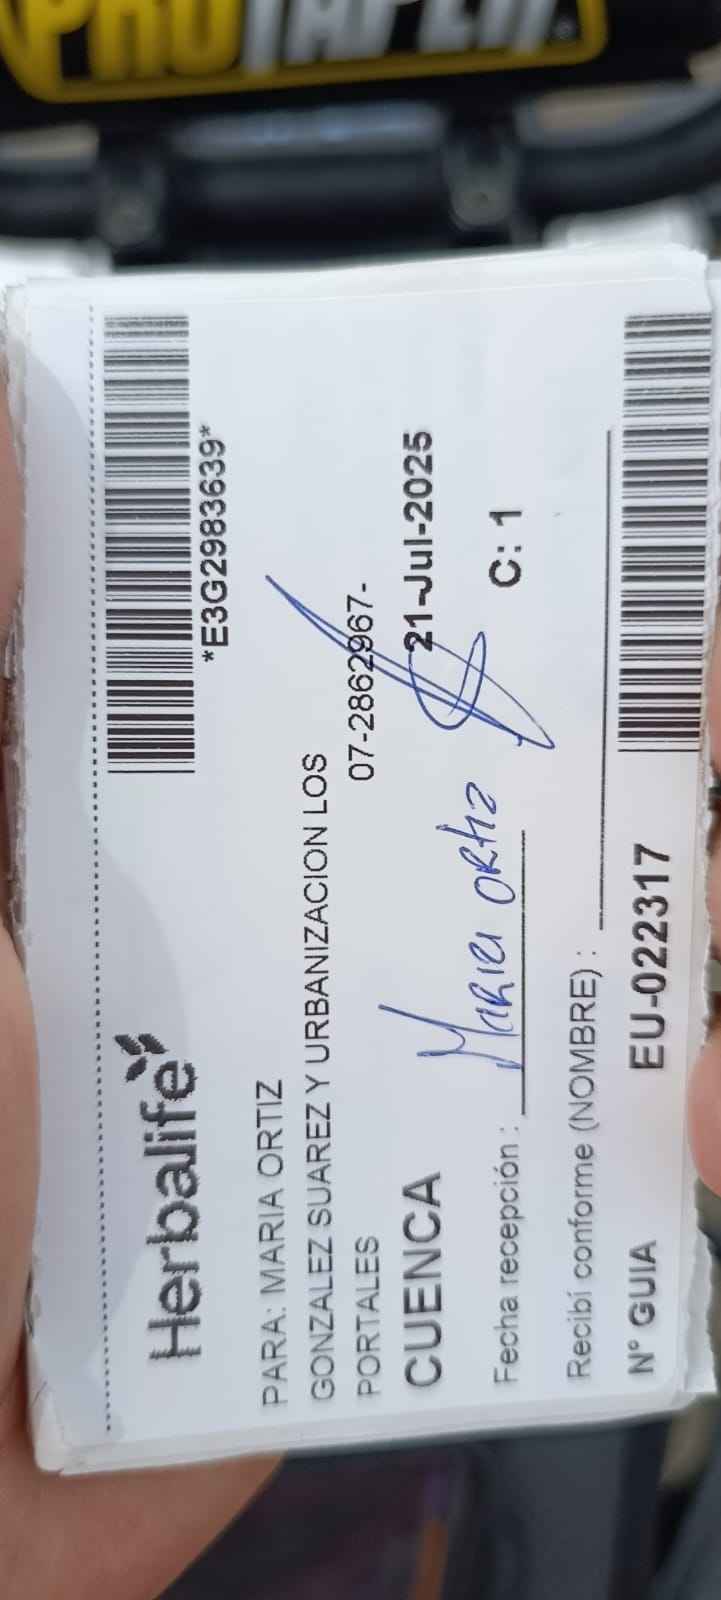 PROTAPER
*E3G2983639*
Herbalife
PARA: MARIA ORTIZ
GONZALEZ SUAREZ Y URBANIZACION LOS
PORTALES
07-2862967-
CUENCA
21-Jul-2025
Fecha recepción : Maria Ortiz
C: 1
Recibí conforme (NOMBRE) :
N° GUIA EU-022317